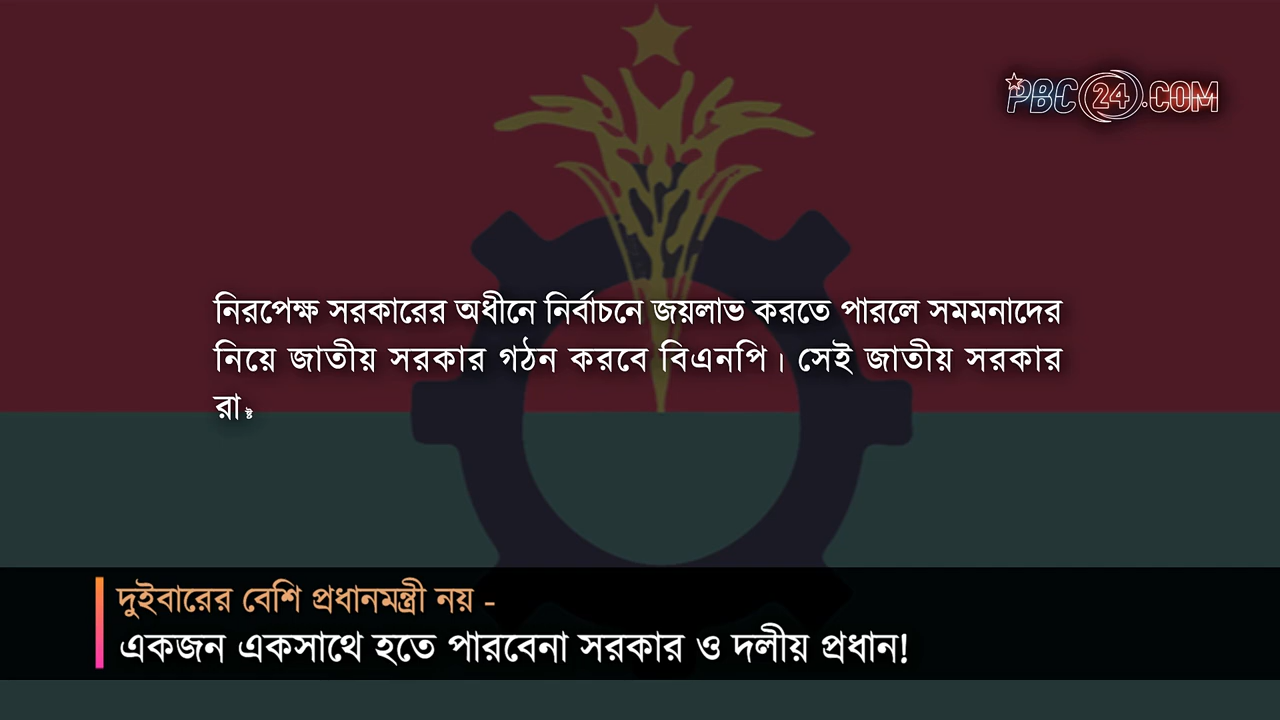 PBC24.COM
নিরপেক্ষ সরকারের অধীনে নির্বাচনে জয়লাভ করতে পারলে সমমনাদের
নিয়ে জাতীয় সরকার গঠন করবে বিএনপি। সেই জাতীয় সরকার
রাষ্ট
দুইবারের বেশি প্রধানমন্ত্রী নয় -
একজন একসাথে হতে পারবেনা সরকার ও দলীয় প্রধান!